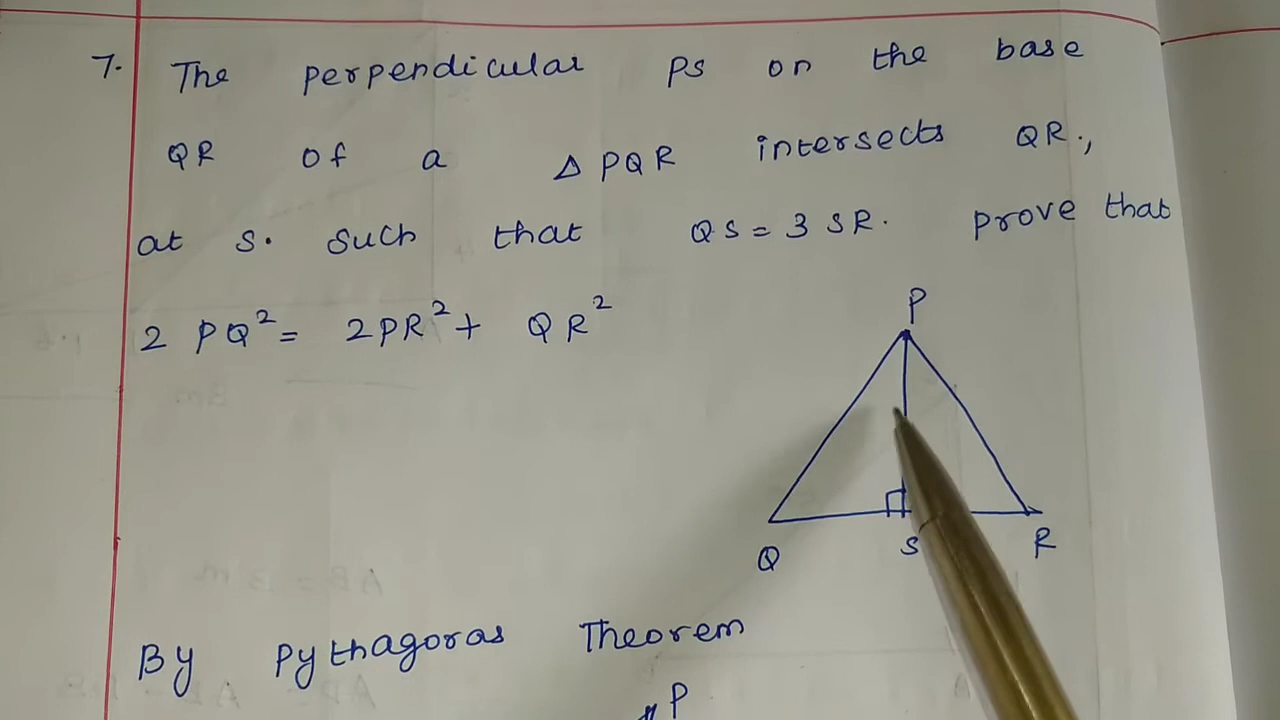 7. The perpendicular PS on the base
QR of a △ PQR intersects QR.,
at S. such that QS = 3 SR. prove that
2 PQ² = 2PR² + QR²
P
Q S R
By Pythagoras Theorem
P